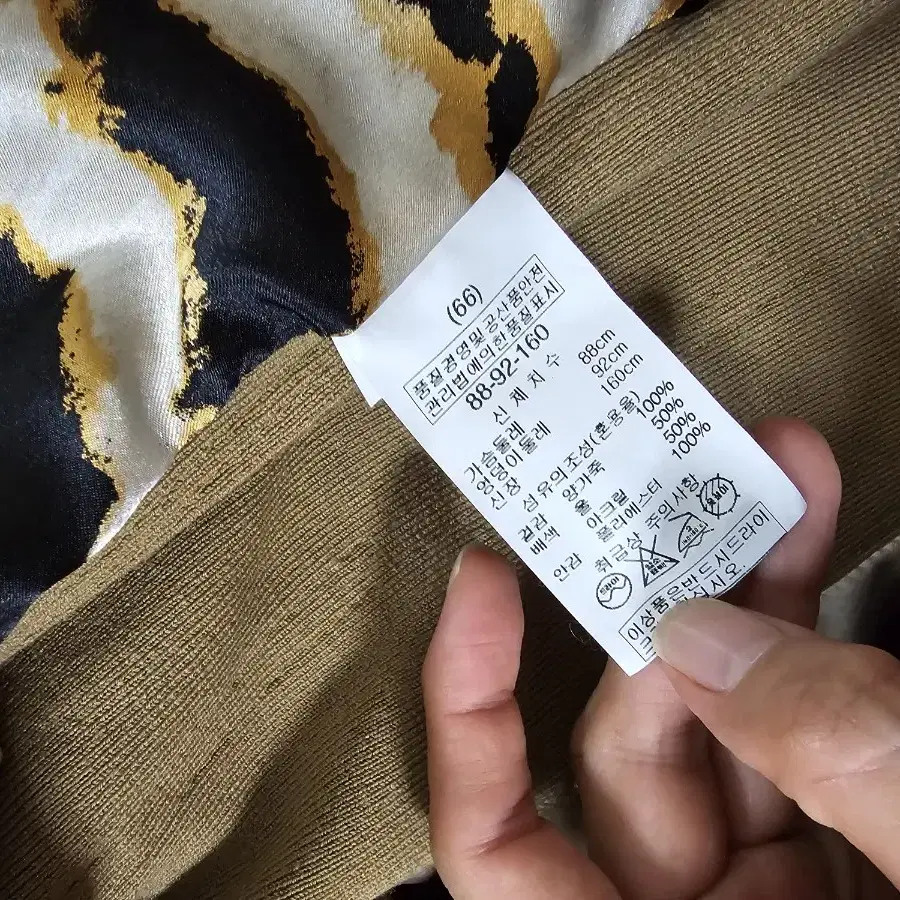 (66)
품질경영및공산품안전
관리법에의한품질표시
88-92-160
신체치수
가슴둘레 88cm
엉덩이둘레 92cm
신장 160cm
섬유의조성(혼용율)
겉감 양가죽 100%
배색 울 50%
아크릴 50%
안감 폴리에스터 100%
취급상 주의사항
드라이
이상품은반드시드라이